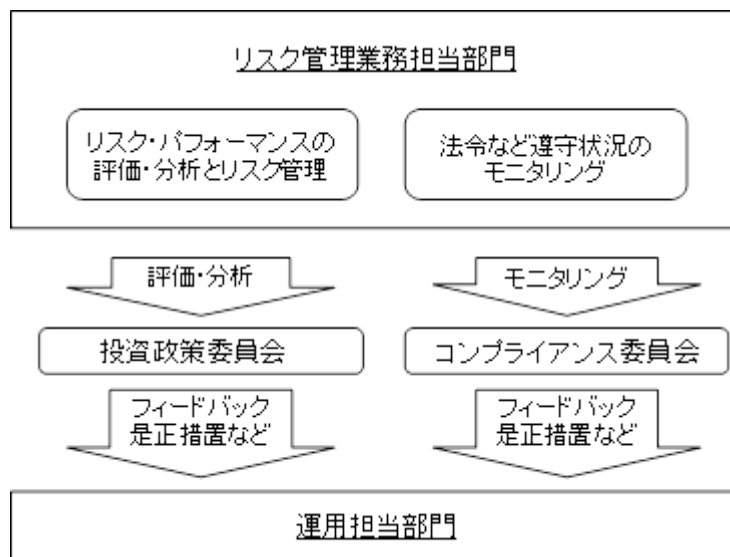 リスク管理業務担当部門
リスク・パフォーマンスの
評価・分析とリスク管理
法令など遵守状況の
モニタリング
評価・分析
モニタリング
投資政策委員会
コンプライアンス委員会
フィードバック
是正措置など
フィードバック
是正措置など
運用担当部門